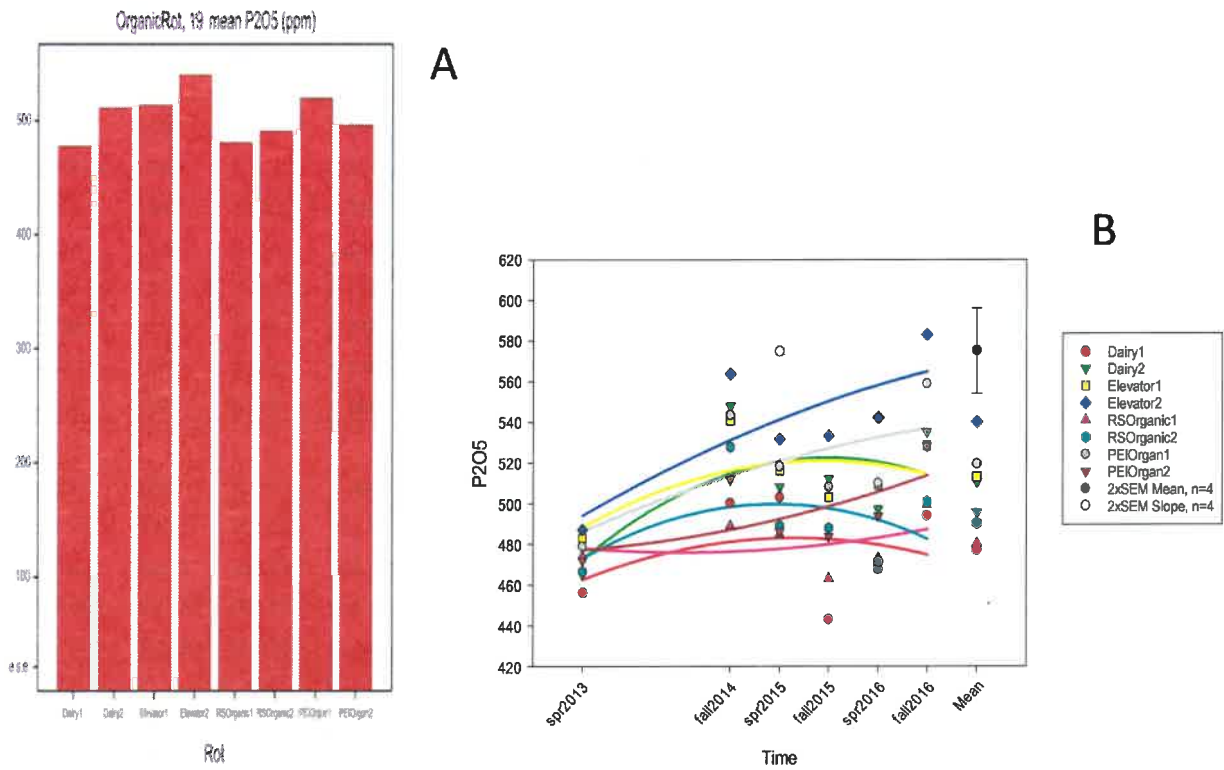 OrganicRot, 19 mean P2O5 (ppm)
A
500
400
300
200
100
Dairy1
Dairy2
Elevator1
Elevator2
RSOrganic1
RSOrganic2
PEIOrgan1
PEIOrgan2
Rot
B
620
600
580
560
540
520
500
480
460
440
420
P2O5
spr2013
fall2014
spr2015
fall2015
spr2016
fall2016
Mean
Time
Dairy1
Dairy2
Elevator1
Elevator2
RSOrganic1
RSOrganic2
PEIOrgan1
PEIOrgan2
2xSEM Mean, n=4
2xSEM Slope, n=4